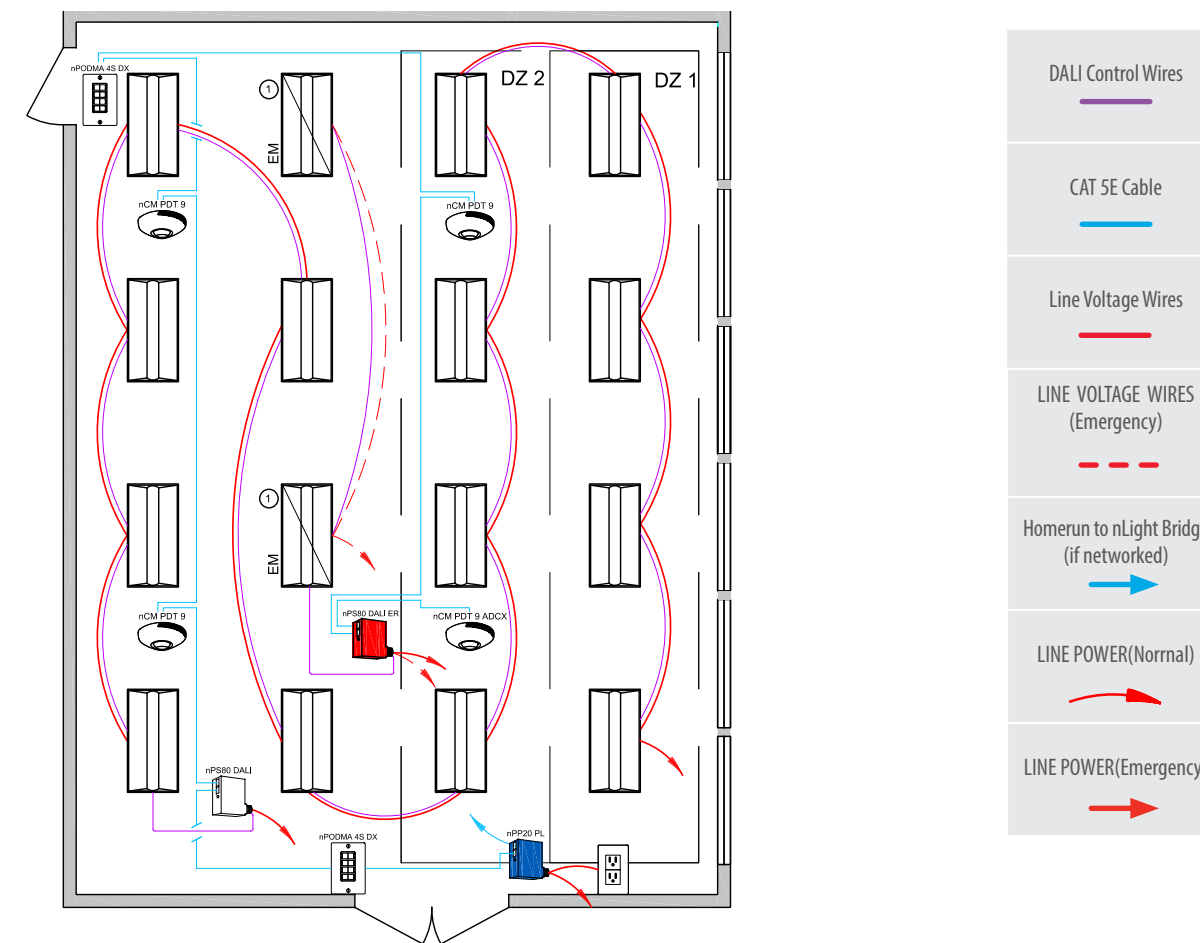 nPODMA 4S DX
1
EM
DZ 2
DZ 1
nCM PDT 9
nCM PDT 9
1
EM
nCM PDT 9
nPS80 DALI ER
nCM PDT 9 ADCX
nPS80 DALI
nPODMA 4S DX
nPP20 PL
DALI Control Wires
CAT 5E Cable
Line Voltage Wires
LINE VOLTAGE WIRES
(Emergency)
Homerun to nLight Bridg
(if networked)
LINE POWER(Norrnal)
LINE POWER(Emergency